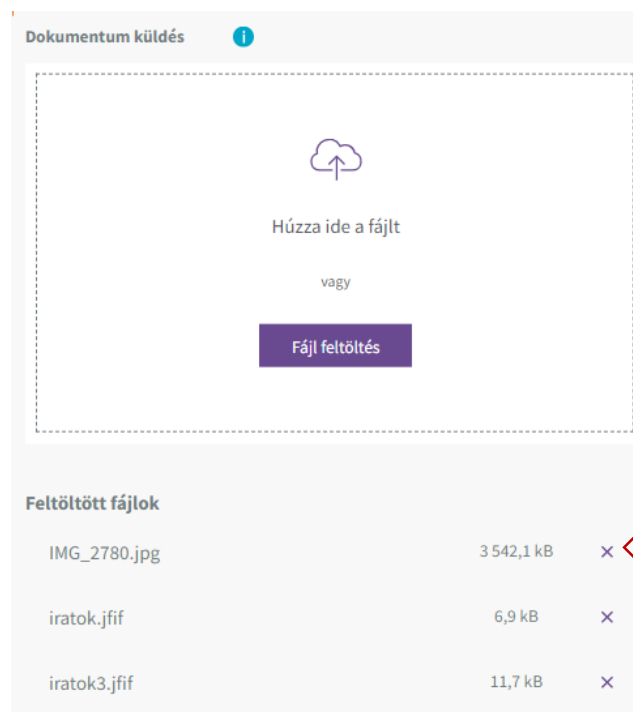 Dokumentum küldés i
Húzza ide a fájlt
vagy
Fájl feltöltés
Feltöltött fájlok
IMG_2780.jpg 3 542,1 kB
iratok.jfif 6,9 kB
iratok3.jfif 11,7 kB